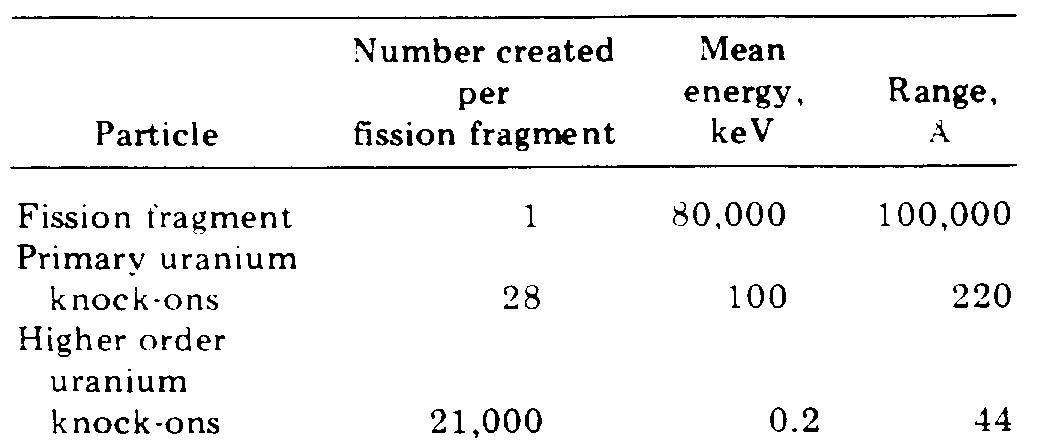 Number created Mean
per energy, Range,
Particle fission fragment keV A
Fission fragment 1 80,000 100,000
Primary uranium
knock-ons 28 100 220
Higher order
uranium
knock-ons 21,000 0.2 44